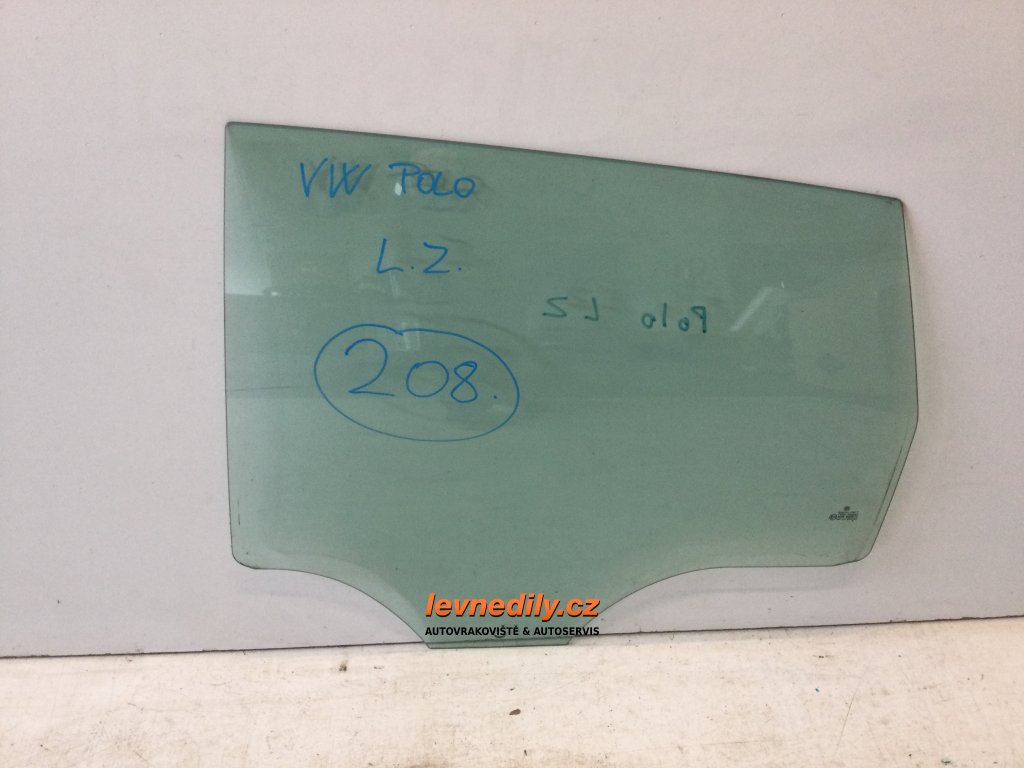 VW POLO
L.Z.
Polo LZ
208.
levnedily.cz
AUTOVRAKOVIŠTĚ & AUTOSERVIS